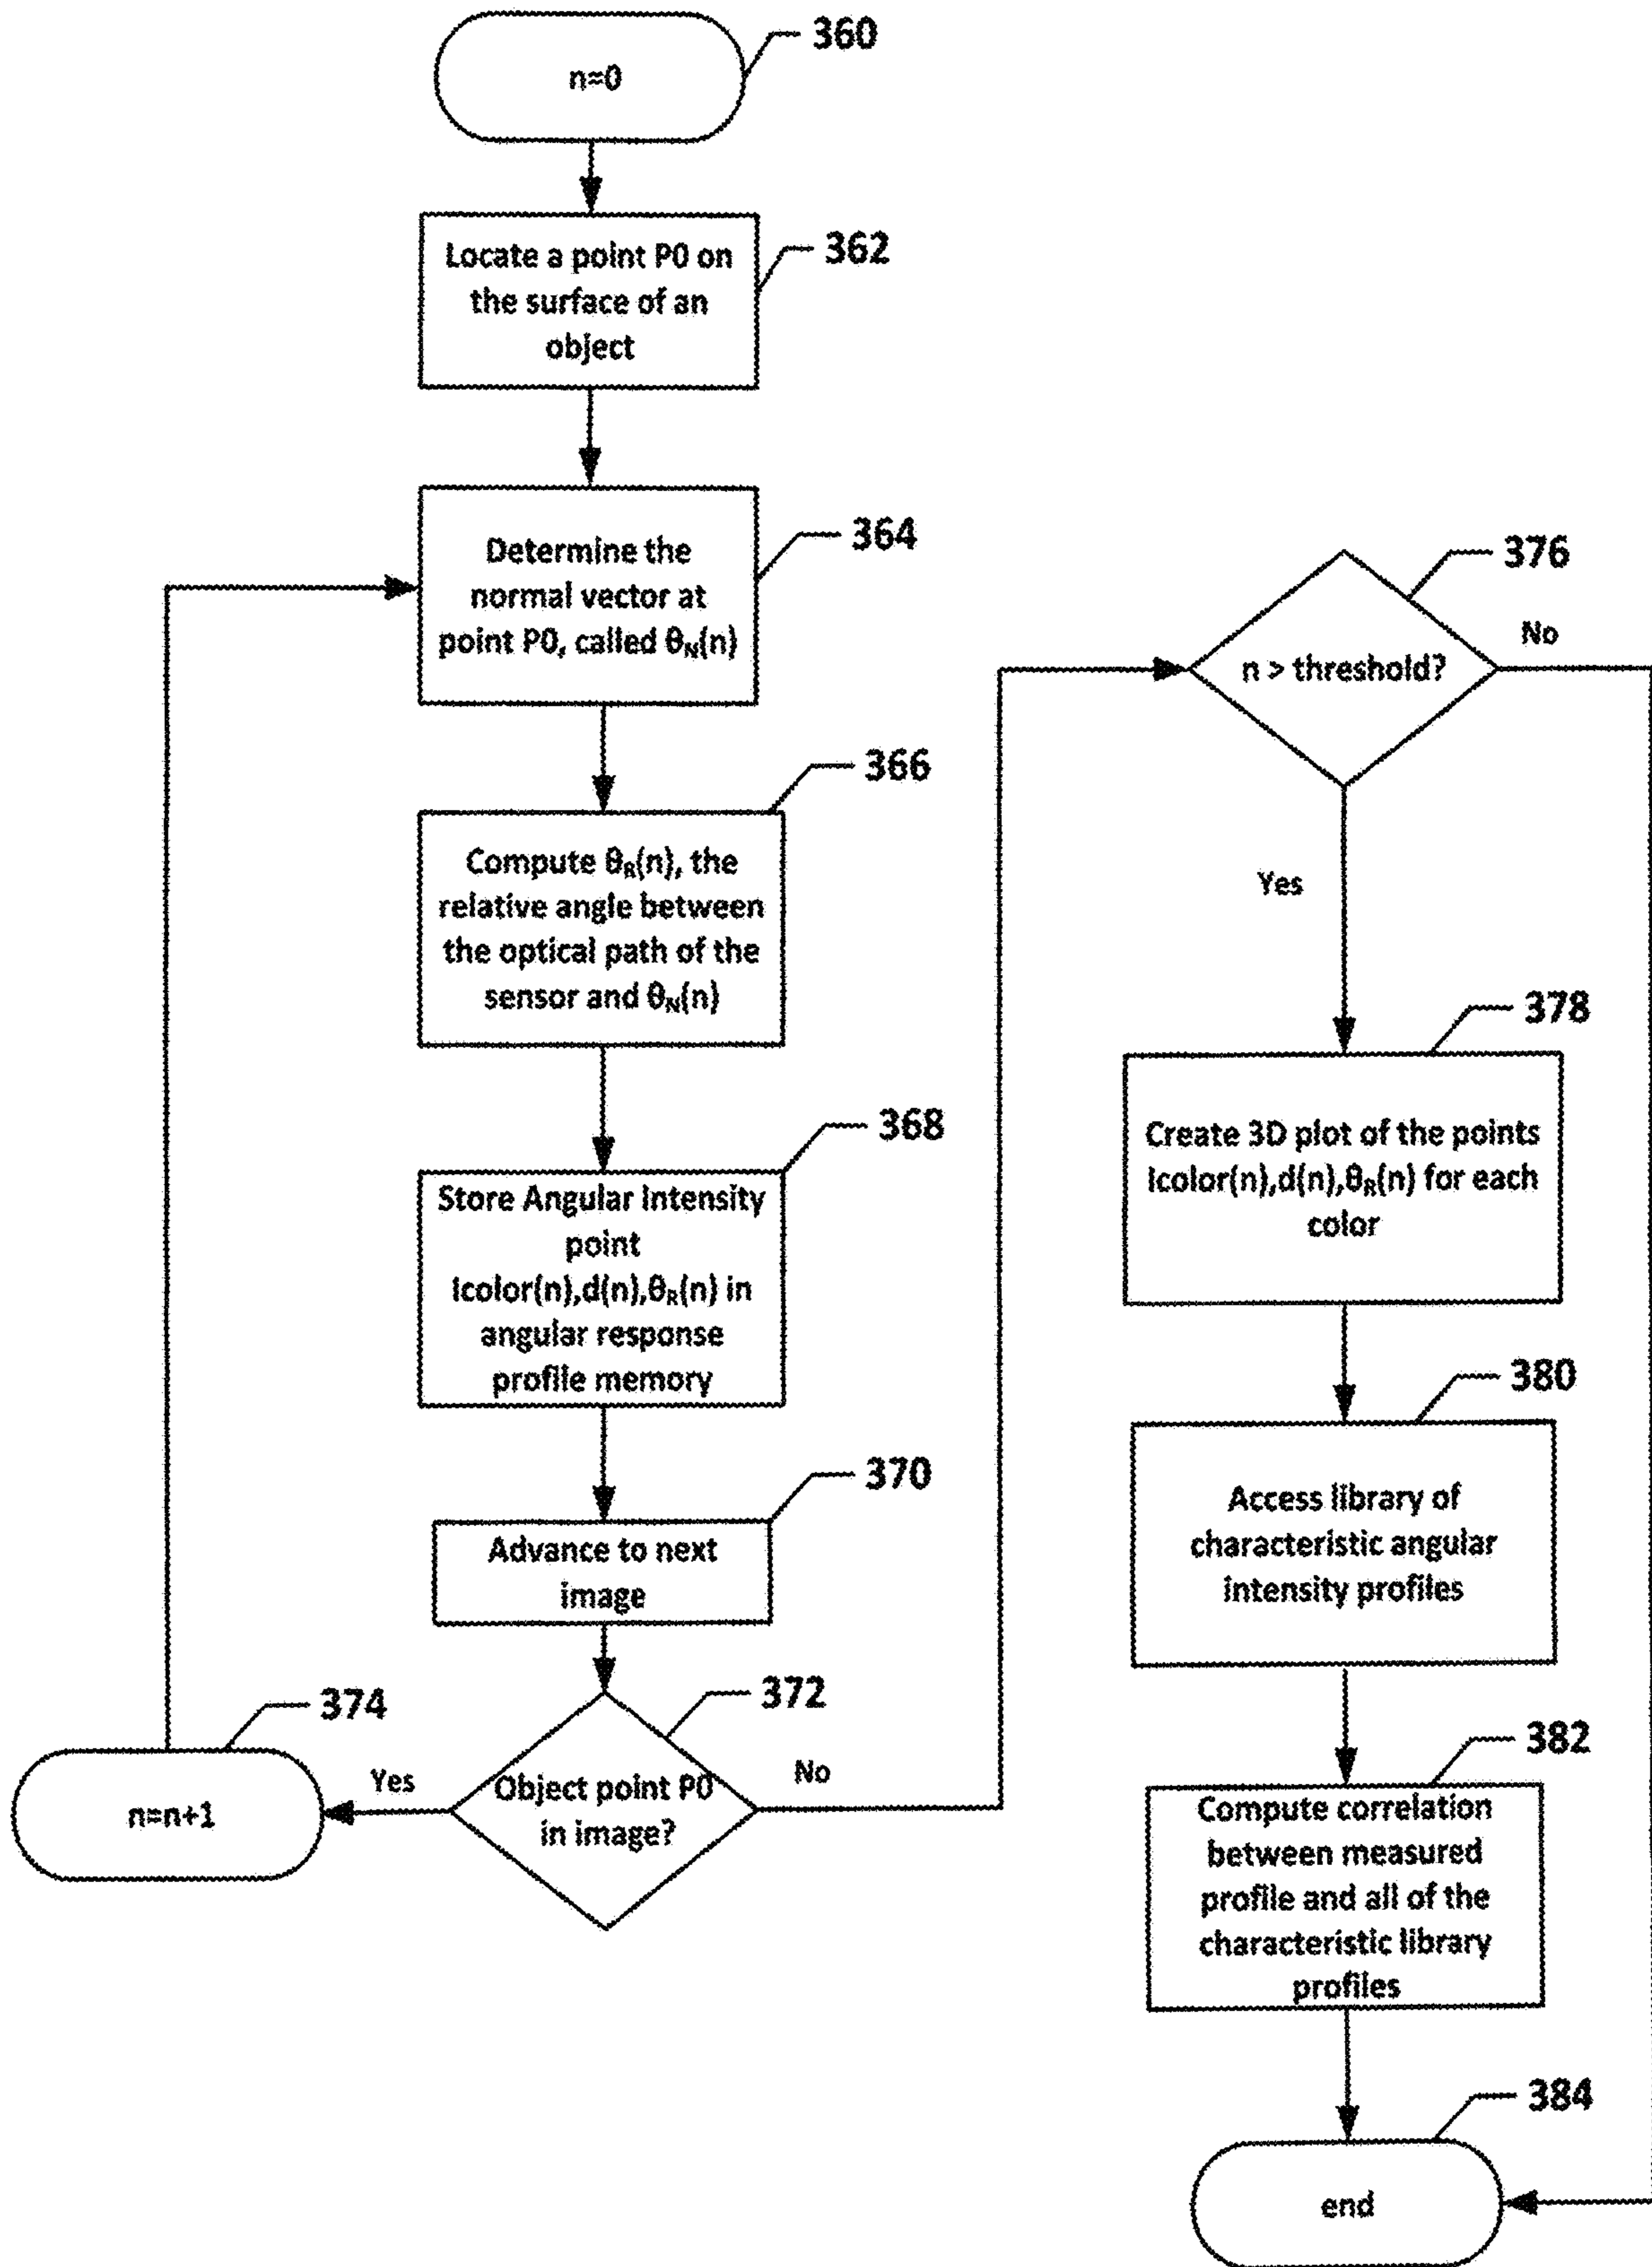 360
n=0
362
Locate a point P0 on
the surface of an
object
364
Determine the
normal vector at
point P0, called θN(n)
366
Compute θR(n), the
relative angle between
the optical path of the
sensor and θN(n)
368
Store Angular intensity
point
Icolor(n),d(n),θR(n) in
angular response
profile memory
370
Advance to next
image
372
Object point P0
in image?
Yes
No
374
n=n+1
376
n > threshold?
No
Yes
378
Create 3D plot of the points
Icolor(n),d(n),θR(n) for each
color
380
Access library of
characteristic angular
intensity profiles
382
Compute correlation
between measured
profile and all of the
characteristic library
profiles
384
end